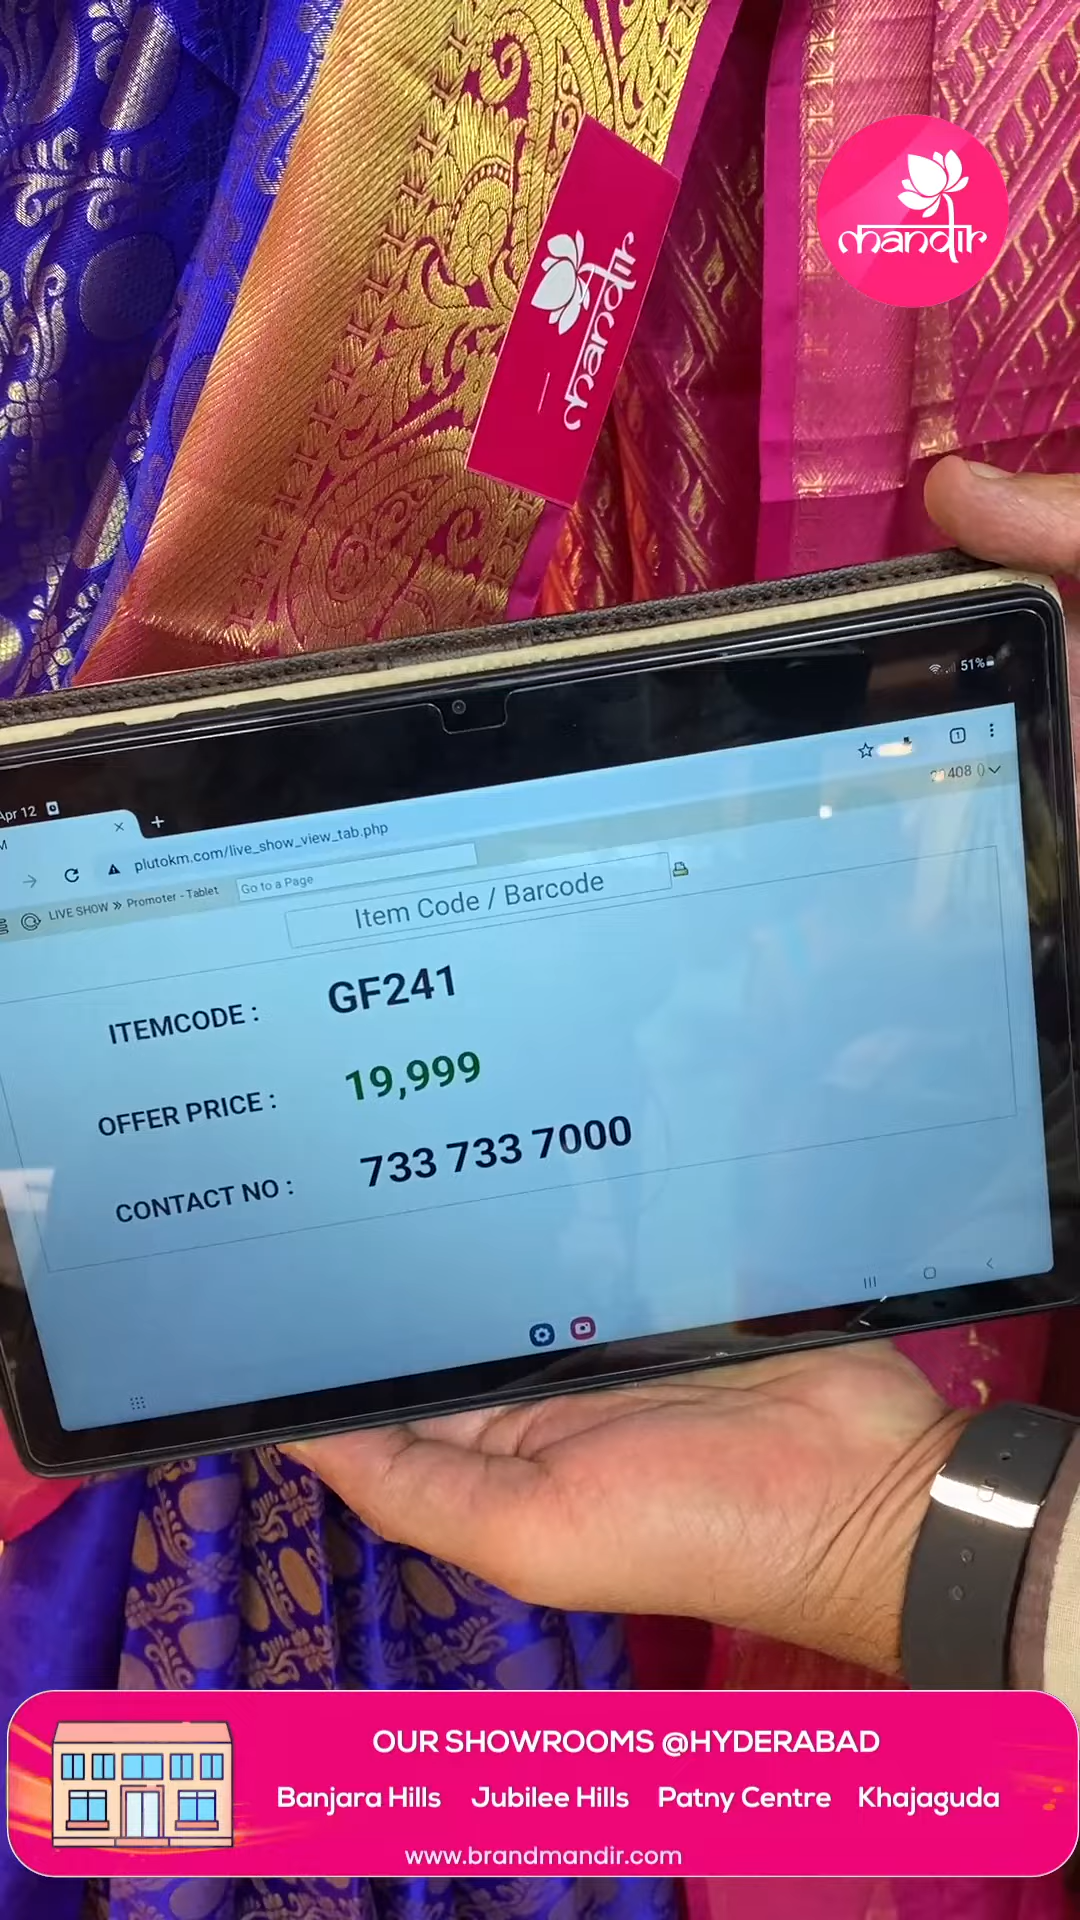 mandir
mandir
51%
Apr 12
plutokm.com/live_show_view_tab.php
408 ()
LIVE SHOW » Promoter - Tablet
Go to a Page
Item Code / Barcode
ITEMCODE : GF241
OFFER PRICE : 19,999
CONTACT NO : 733 733 7000
OUR SHOWROOMS @HYDERABAD
Banjara Hills Jubilee Hills Patny Centre Khajaguda
www.brandmandir.com